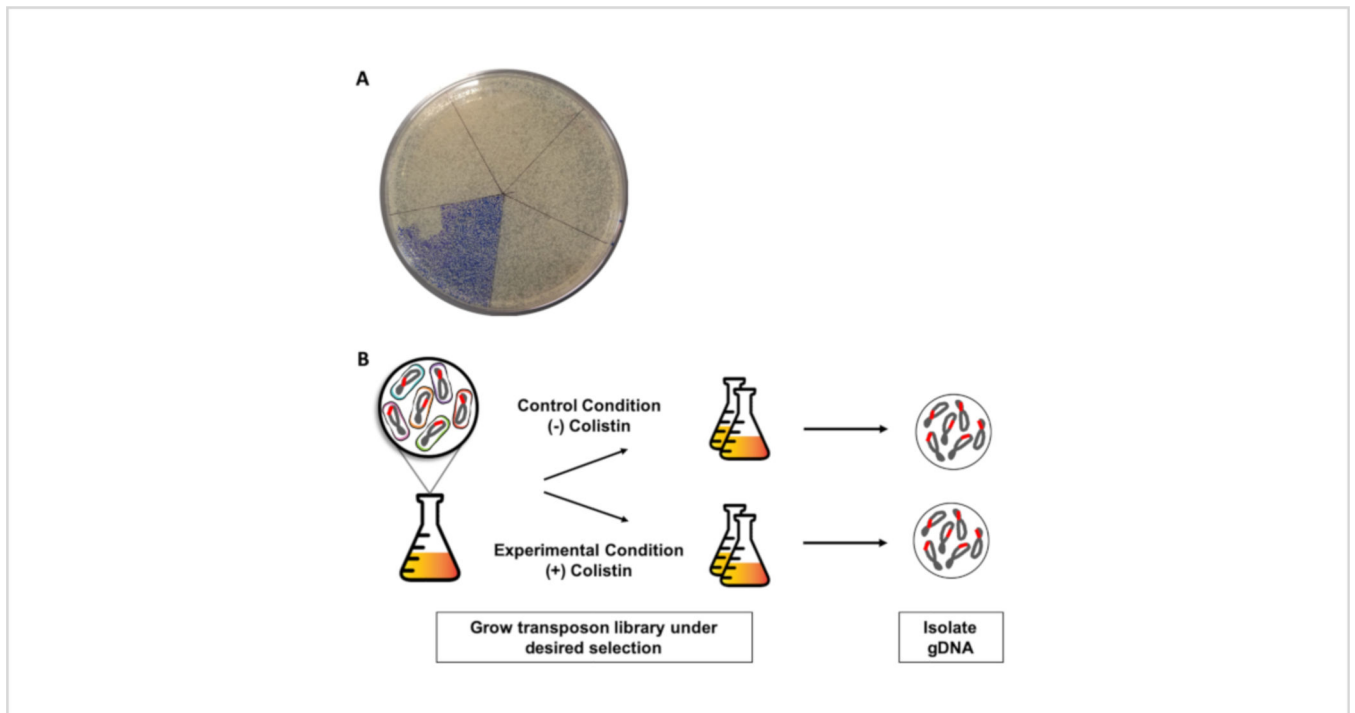 A
B
Control Condition
(-) Colistin
Experimental Condition
(+) Colistin
Grow transposon library under
desired selection
Isolate
gDNA